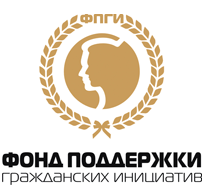 ФПГИ
ФОНД ПОДДЕРЖКИ
ГРАЖДАНСКИХ ИНИЦИАТИВ